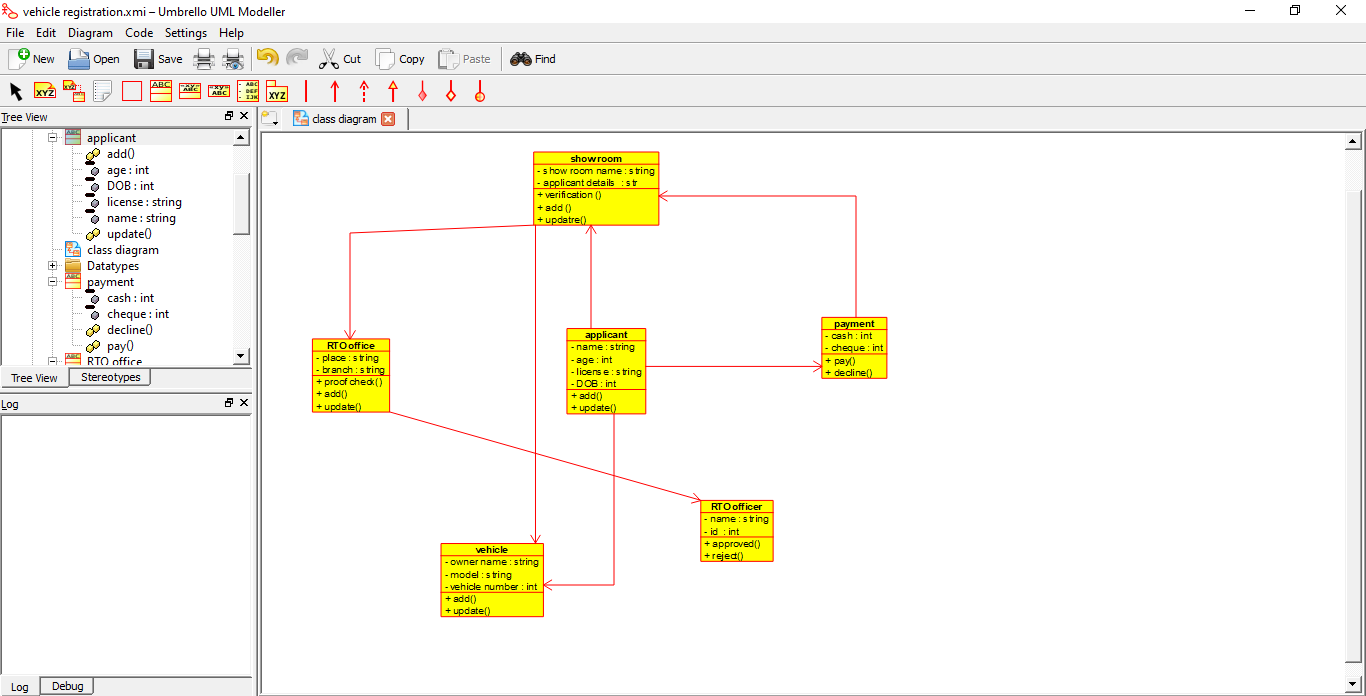 vehicle registration.xmi – Umbrello UML Modeller
File Edit Diagram Code Settings Help
New Open Save Cut Copy Paste Find
XYZ XYZ ABC «xy» ABC «xy» ABC ABC DEF IJK XYZ
Tree View
class diagram
applicant
add()
age : int
DOB : int
license : string
name : string
update()
class diagram
Datatypes
payment
cash : int
cheque : int
decline()
pay()
RTO office
Tree View Stereotypes
Log
Log Debug
show room
- show room name : string
- applicant details : str
+ verification ()
+ add ()
+ updatre()
RTO office
- place : string
- branch : string
+ proof check()
+ add()
+ update()
applicant
- name : string
- age : int
- license : string
- DOB : int
+ add()
+ update()
payment
- cash : int
- cheque : int
+ pay()
+ decline()
RTO officer
- name : string
- id : int
+ approved()
+ reject()
vehicle
- owner name : string
- model : string
- vehicle number : int
+ add()
+ update()